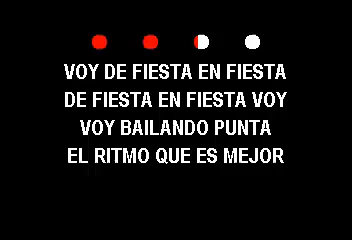 VOY DE FIESTA EN FIESTA
DE FIESTA EN FIESTA VOY
VOY BAILANDO PUNTA
EL RITMO QUE ES MEJOR